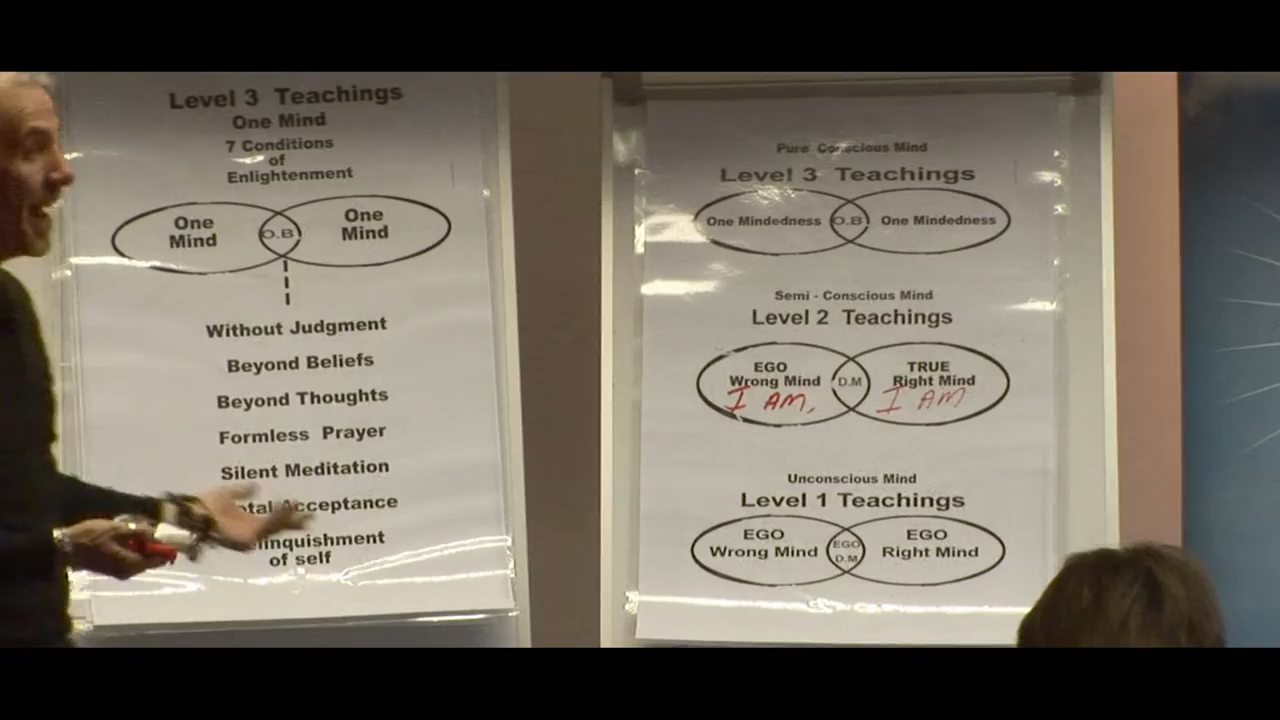 Level 3 Teachings
One Mind
7 Conditions
of
Enlightenment
One
Mind
O.B
One
Mind
Without Judgment
Beyond Beliefs
Beyond Thoughts
Formless Prayer
Silent Meditation
Acceptance
of self
Pure Conscious Mind
Level 3 Teachings
One Mindedness
O.B
One Mindedness
Semi - Conscious Mind
Level 2 Teachings
EGO
Wrong Mind
I AM,
D.M
TRUE
Right Mind
I AM
Unconscious Mind
Level 1 Teachings
EGO
Wrong Mind
EGO
D.M
EGO
Right Mind